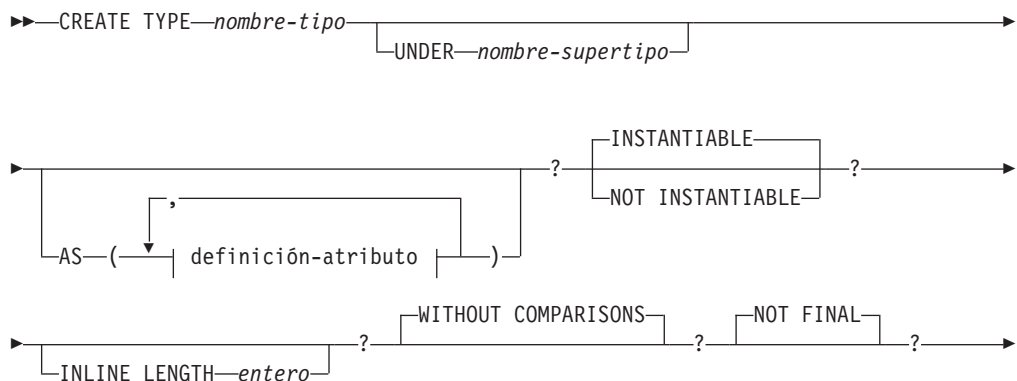 CREATE TYPE nombre-tipo
UNDER nombre-supertipo
? INSTANTIABLE ?
NOT INSTANTIABLE
,
AS ( definición-atributo )
? WITHOUT COMPARISONS ? NOT FINAL ?
INLINE LENGTH entero